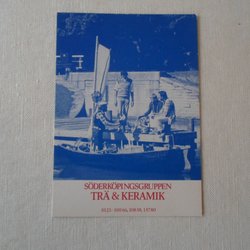 SÖDERKÖPINGSGRUPPEN
TRÄ & KERAMIK